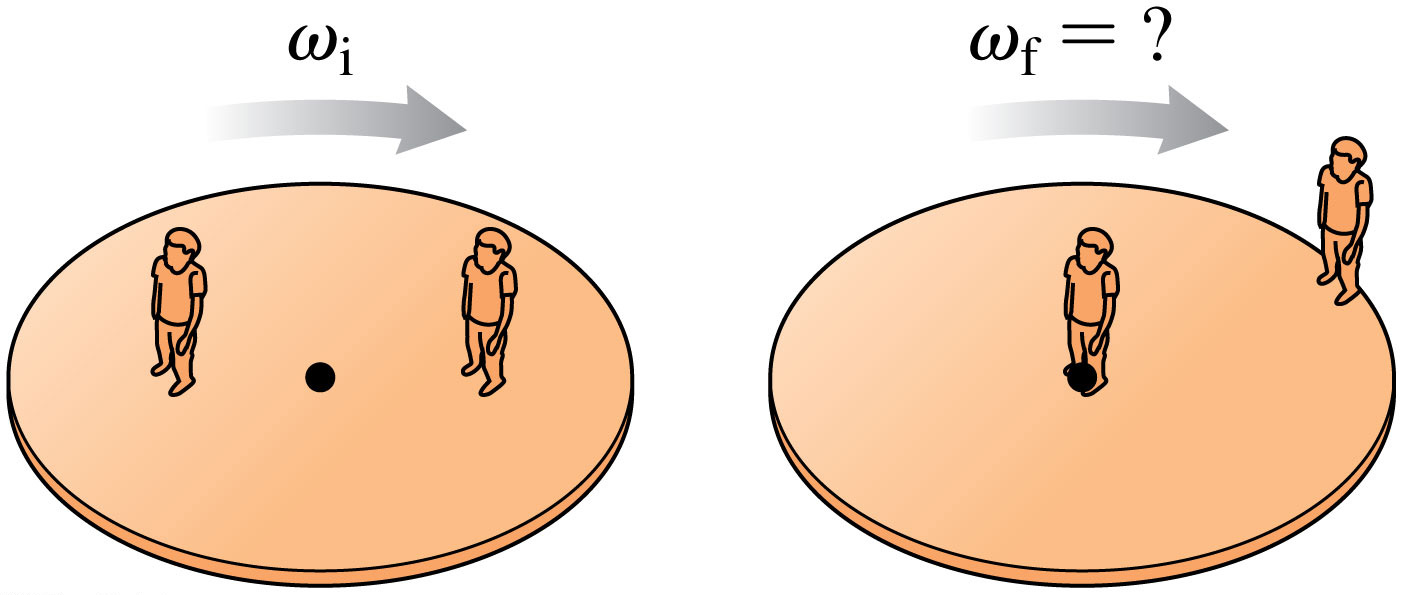 ωi
ωf = ?